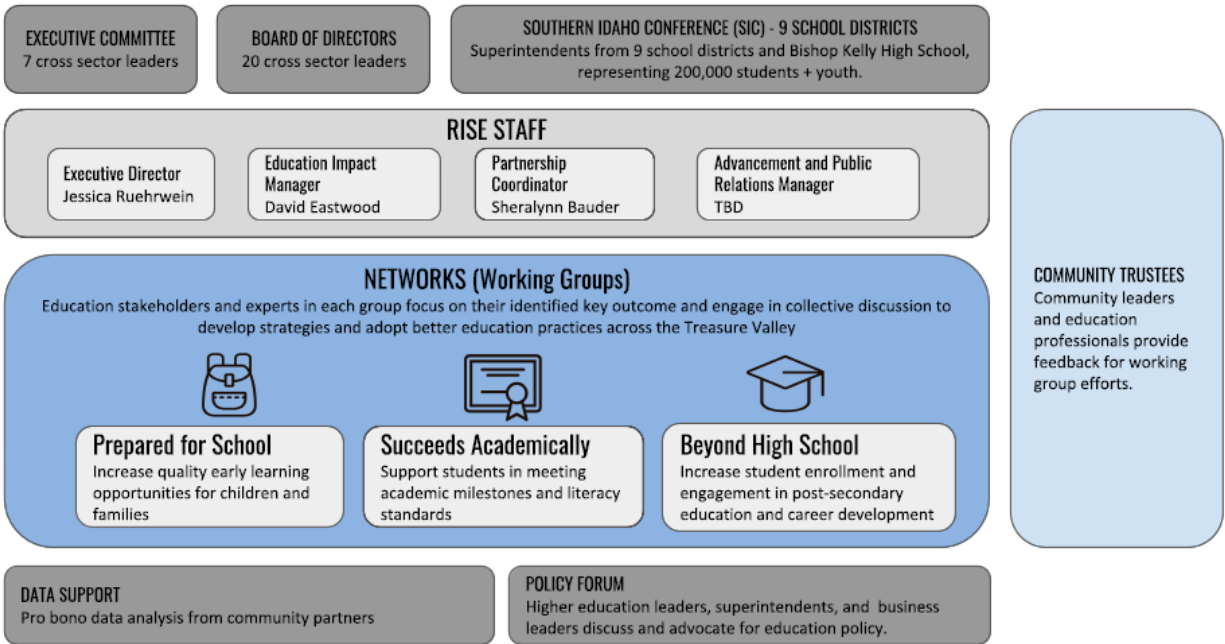 EXECUTIVE COMMITTEE
7 cross sector leaders
BOARD OF DIRECTORS
20 cross sector leaders
SOUTHERN IDAHO CONFERENCE (SIC) - 9 SCHOOL DISTRICTS
Superintendents from 9 school districts and Bishop Kelly High School,
representing 200,000 students + youth.
RISE STAFF
Executive Director
Jessica Ruehrwein
Education Impact
Manager
David Eastwood
Partnership
Coordinator
Sheralynn Bauder
Advancement and Public
Relations Manager
TBD
NETWORKS (Working Groups)
Education stakeholders and experts in each group focus on their identified key outcome and engage in collective discussion to
develop strategies and adopt better education practices across the Treasure Valley
Prepared for School
Increase quality early learning
opportunities for children and
families
Succeeds Academically
Support students in meeting
academic milestones and literacy
standards
Beyond High School
Increase student enrollment and
engagement in post-secondary
education and career development
COMMUNITY TRUSTEES
Community leaders
and education
professionals provide
feedback for working
group efforts.
DATA SUPPORT
Pro bono data analysis from community partners
POLICY FORUM
Higher education leaders, superintendents, and business
leaders discuss and advocate for education policy.